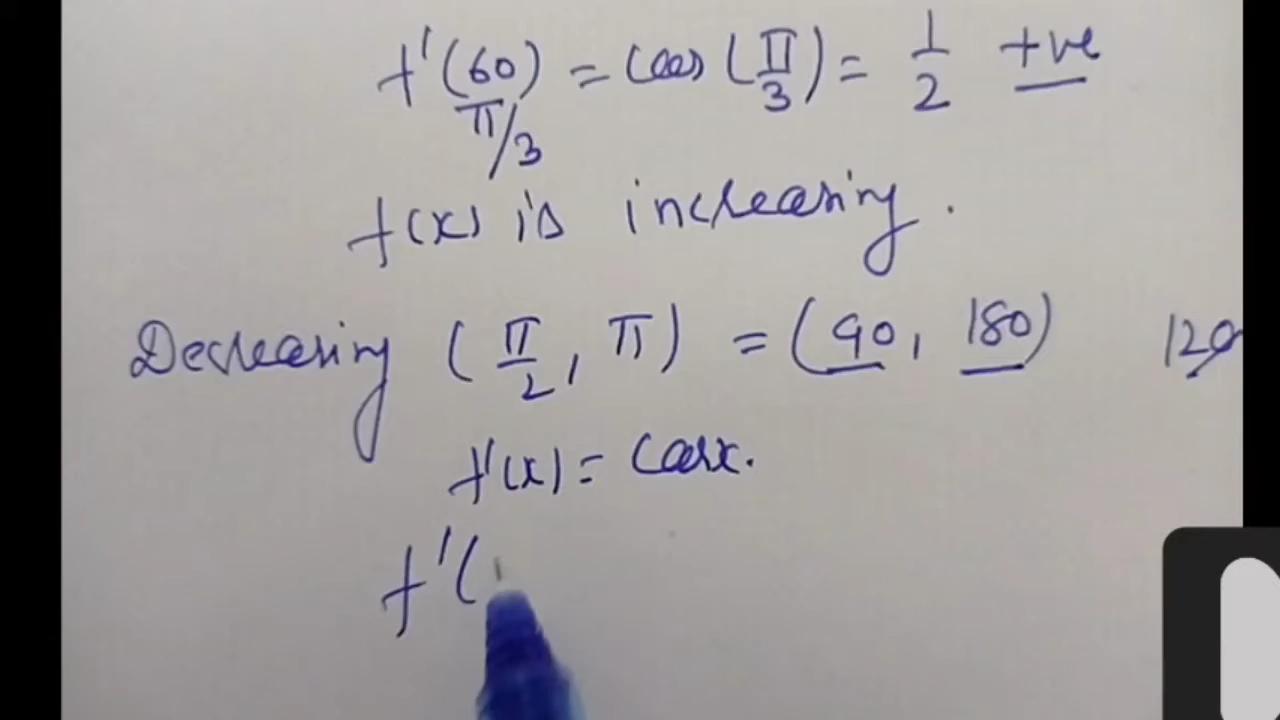 f'(60) = cos (π/3) = 1/2 +ve
π/3
f(x) is increasing.
Decreasing (π/2, π) = (90, 180) 120
f'(x) = cosx.
f'(